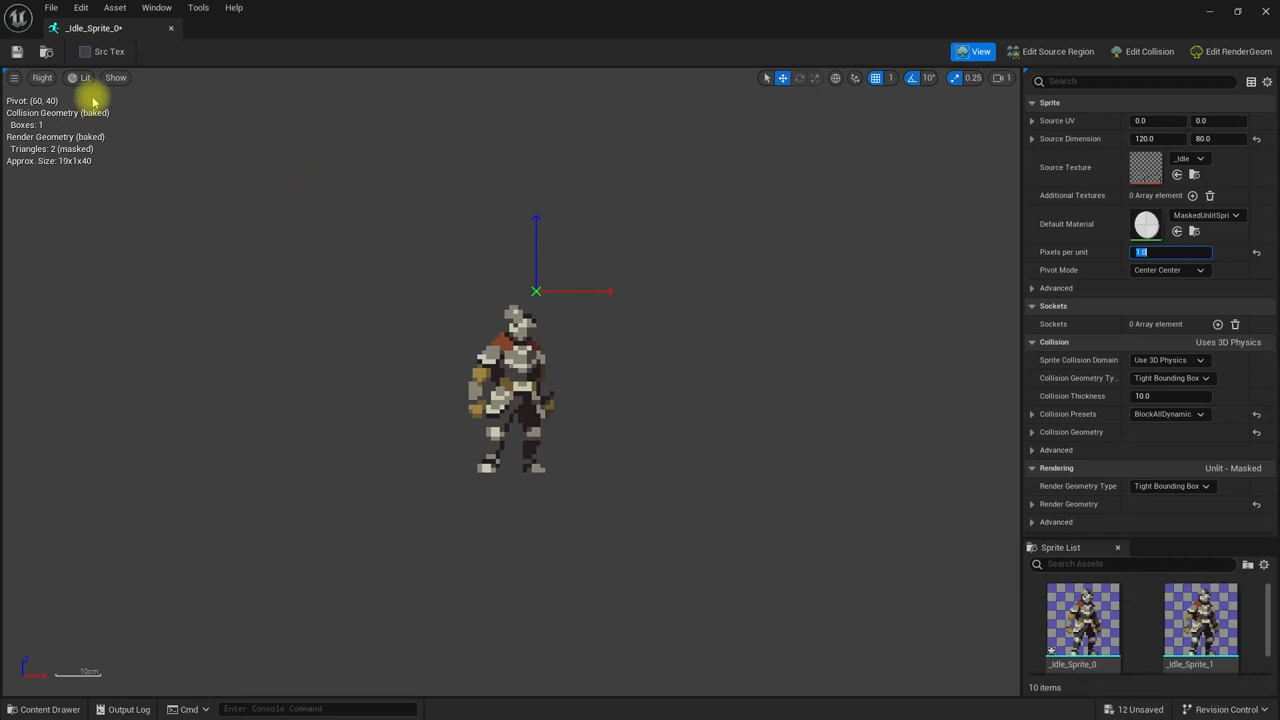 File Edit Asset Window Tools Help
_Idle_Sprite_0•
Src Tex
View Edit Source Region Edit Collision Edit RenderGeom
Right Lit Show
1 10° 0.25 1
Pivot: (60, 40)
Collision Geometry (baked)
Boxes: 1
Render Geometry (baked)
Triangles: 2 (masked)
Approx. Size: 19x1x40
10cm
Search
Sprite
Source UV 0.0 0.0
Source Dimension 120.0 80.0
Source Texture _Idle
Additional Textures 0 Array element
Default Material MaskedUnlitSpri
Pixels per unit 1.0
Pivot Mode Center Center
Advanced
Sockets
Sockets 0 Array element
Collision Uses 3D Physics
Sprite Collision Domain Use 3D Physics
Collision Geometry Ty... Tight Bounding Box
Collision Thickness 10.0
Collision Presets BlockAllDynamic
Collision Geometry
Advanced
Rendering Unlit - Masked
Render Geometry Type Tight Bounding Box
Render Geometry
Advanced
Sprite List
Search Assets
_Idle_Sprite_0 _Idle_Sprite_1
10 items
Content Drawer Output Log Cmd Enter Console Command 12 Unsaved Revision Control